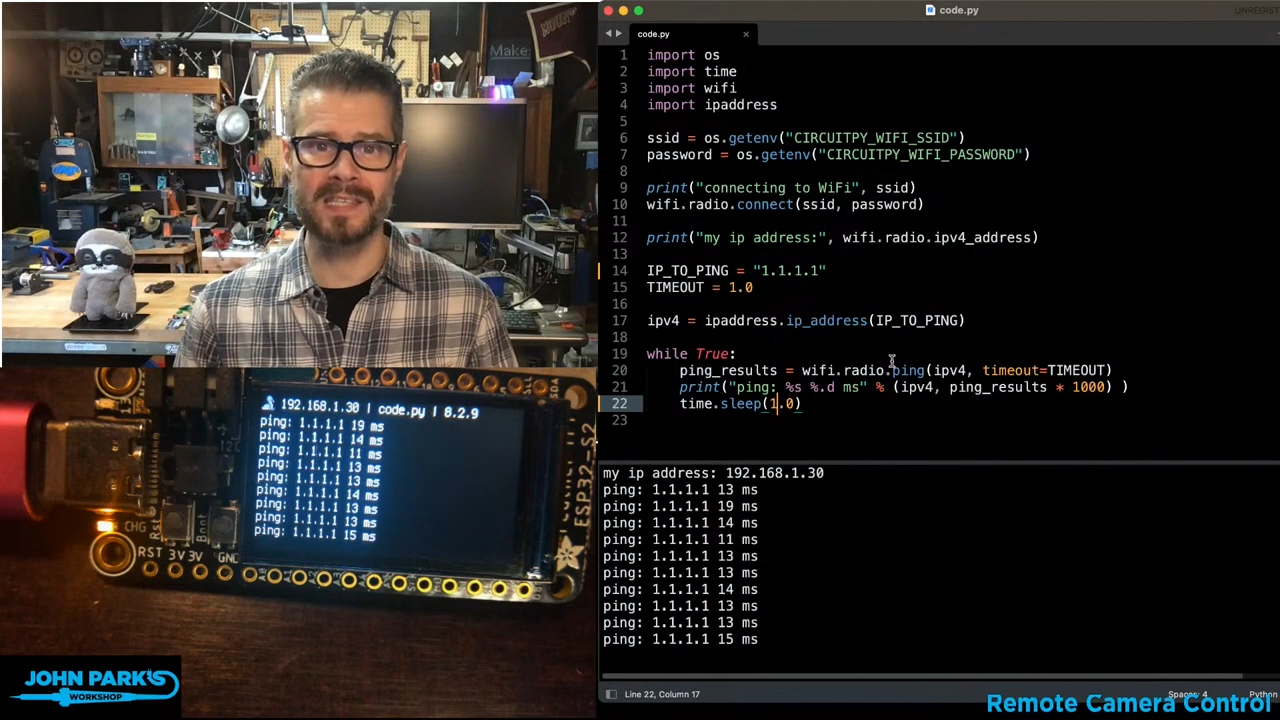 Make:
code.py
UNREGIST
code.py
1 import os
2 import time
3 import wifi
4 import ipaddress
5
6 ssid = os.getenv("CIRCUITPY_WIFI_SSID")
7 password = os.getenv("CIRCUITPY_WIFI_PASSWORD")
8
9 print("connecting to WiFi", ssid)
10 wifi.radio.connect(ssid, password)
11
12 print("my ip address:", wifi.radio.ipv4_address)
13
14 IP_TO_PING = "1.1.1.1"
15 TIMEOUT = 1.0
16
17 ipv4 = ipaddress.ip_address(IP_TO_PING)
18
19 while True:
20 ping_results = wifi.radio.ping(ipv4, timeout=TIMEOUT)
21 print("ping: %s %.d ms" % (ipv4, ping_results * 1000) )
22 time.sleep(1.0)
23
my ip address: 192.168.1.30
ping: 1.1.1.1 13 ms
ping: 1.1.1.1 19 ms
ping: 1.1.1.1 14 ms
ping: 1.1.1.1 11 ms
ping: 1.1.1.1 13 ms
ping: 1.1.1.1 13 ms
ping: 1.1.1.1 14 ms
ping: 1.1.1.1 13 ms
ping: 1.1.1.1 13 ms
ping: 1.1.1.1 15 ms
Line 22, Column 17
Spaces: 4
Python
192.168.1.30 | code.py | 8.2.9
ping: 1.1.1.1 19 ms
ping: 1.1.1.1 14 ms
ping: 1.1.1.1 11 ms
ping: 1.1.1.1 13 ms
ping: 1.1.1.1 13 ms
ping: 1.1.1.1 14 ms
ping: 1.1.1.1 13 ms
ping: 1.1.1.1 13 ms
ping: 1.1.1.1 15 ms
CHG
Rst
Boot
RST 3V 3V GND
ESP32-S2
JOHN PARK'S
WORKSHOP
Remote Camera Control